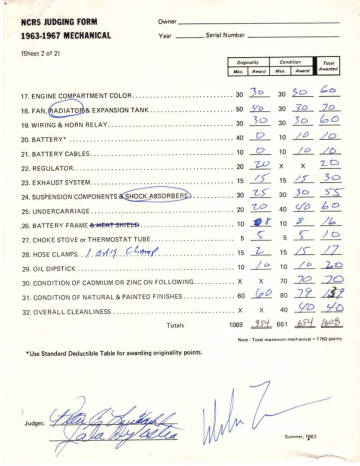 NCRS JUDGING FORM Owner
1963-1967 MECHANICAL Year Serial Number
(Sheet 2 of 2)
Originality Condition Total Awarded
Max. Award Max. Award
17. ENGINE COMPARTMENT COLOR 30 30 30 30 60
18. FAN, RADIATOR & EXPANSION TANK 50 40 30 30 70
19. WIRING & HORN RELAY 30 30 30 30 60
20. BATTERY* 40 0 10 10 10
21. BATTERY CABLES 10 0 10 10 10
22. REGULATOR 20 20 X X 20
23. EXHAUST SYSTEM 15 15 15 15 30
24. SUSPENSION COMPONENTS & SHOCK ABSORBERS 30 25 30 30 55
25. UNDERCARRIAGE 20 20 40 40 60
26. BATTERY FRAME & HEAT SHIELD 10 8 10 8 16
27. CHOKE STOVE or THERMOSTAT TUBE 5 5 5 5 10
28. HOSE CLAMPS 1 orig clamp 15 2 15 15 17
29. OIL DIPSTICK 10 10 10 10 20
30. CONDITION OF CADMIUM OR ZINC ON FOLLOWING X X 70 70 70
31. CONDITION OF NATURAL & PAINTED FINISHES 60 60 80 79 139
32. OVERALL CLEANLINESS X X 40 40 40
Totals 1089 954 661 654 1608
Note: Total maximum mechanical = 1750 points.
*Use Standard Deductible Table for awarding originality points.
Judges:
Summer, 1983